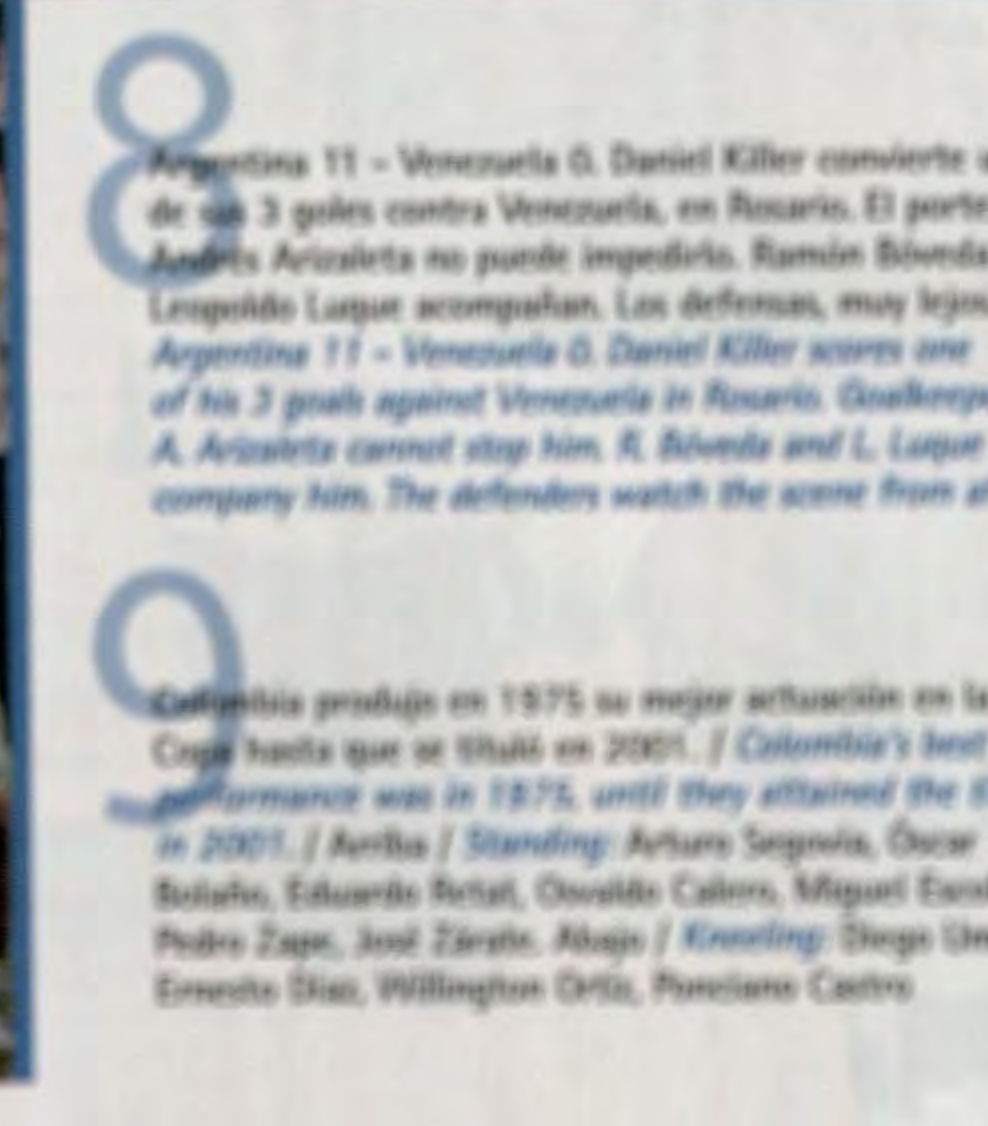 8
Argentina 11 – Venezuela 0. Daniel Killer convierte u
de sus 3 goles contra Venezuela, en Rosario. El porte
Andrés Arizaleta no puede impedirlo. Ramón Bóveda
Leopoldo Luque acompañan. Los defensas, muy lejos
Argentina 11 – Venezuela 0. Daniel Killer scores one
of his 3 goals against Venezuela in Rosario. Goalkeepe
A. Arizaleta cannot stop him. R. Bóveda and L. Luque
company him. The defenders watch the scene from af
9
Colombia produjo en 1975 su mejor actuación en la
Copa hasta que se tituló en 2001. / Colombia's best
performance was in 1975, until they attained the ti
in 2001. / Arriba / Standing: Arturo Segovia, Óscar
Bolaño, Eduardo Retat, Osvaldo Calero, Miguel Escob
Pedro Zape, José Zárate. Abajo / Kneeling: Diego Um
Ernesto Díaz, Willington Ortiz, Ponciano Castro